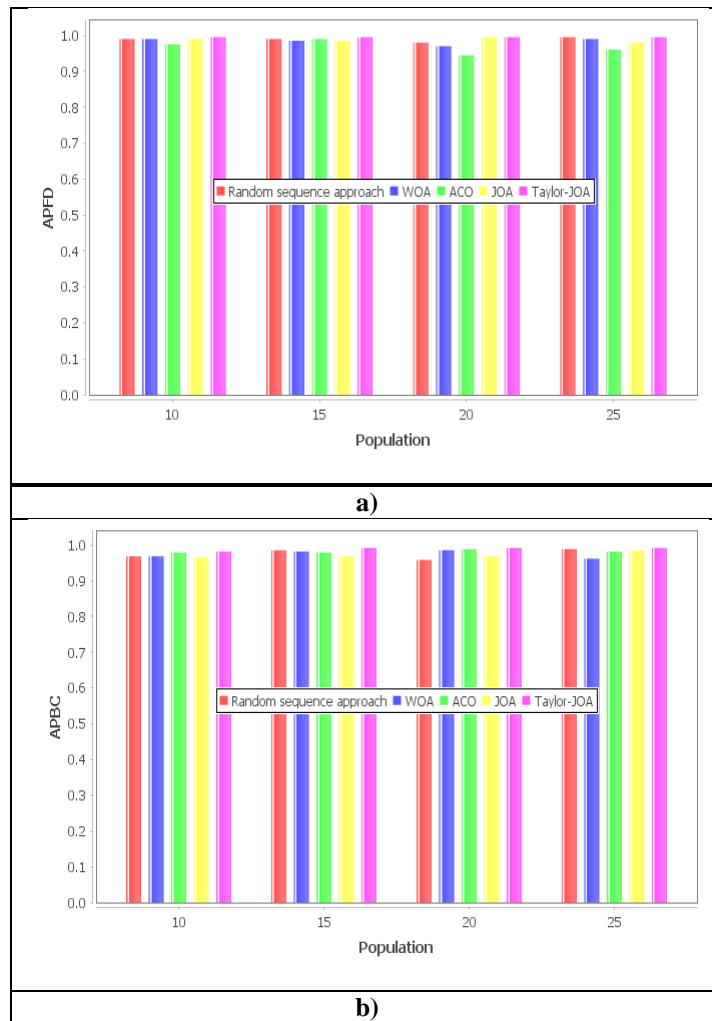 1.0
0.9
0.8
0.7
0.6
0.5
0.4
0.3
0.2
0.1
0.0
APFD
Random sequence approach WOA ACO JOA Taylor-JOA
10 15 20 25
Population
a)
1.0
0.9
0.8
0.7
0.6
0.5
0.4
0.3
0.2
0.1
0.0
APBC
Random sequence approach WOA ACO JOA Taylor-JOA
10 15 20 25
Population
b)